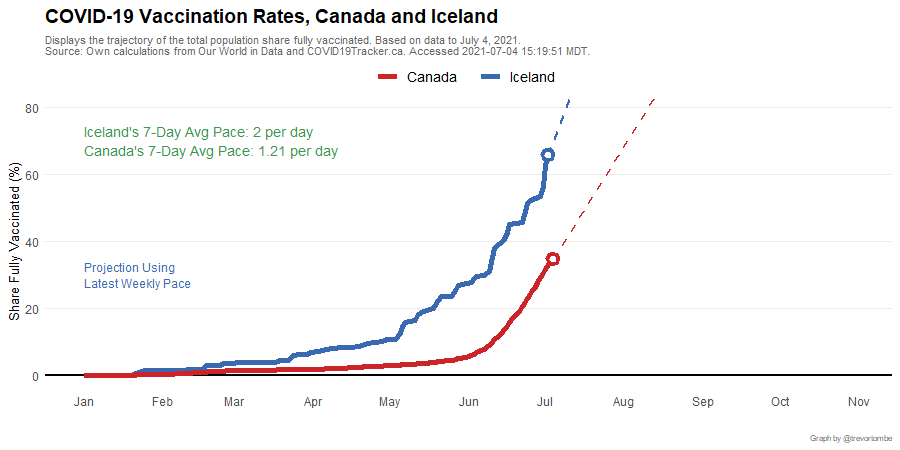 COVID-19 Vaccination Rates, Canada and Iceland
Displays the trajectory of the total population share fully vaccinated. Based on data to July 4, 2021.
Source: Own calculations from Our World in Data and COVID19Tracker.ca. Accessed 2021-07-04 15:19:51 MDT.
Canada Iceland
Share Fully Vaccinated (%)
80
60
40
20
0
Iceland's 7-Day Avg Pace: 2 per day
Canada's 7-Day Avg Pace: 1.21 per day
Projection Using
Latest Weekly Pace
Jan Feb Mar Apr May Jun Jul Aug Sep Oct Nov
Graph by @trevortombe